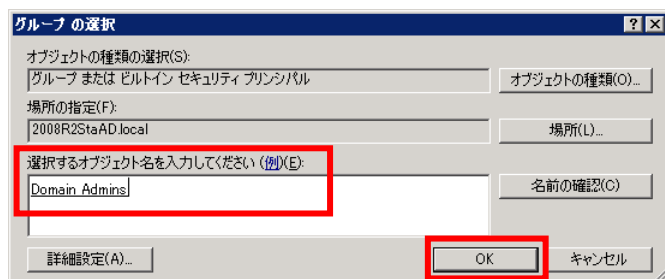 グループ の選択
オブジェクトの種類の選択(S):
グループ または ビルトイン セキュリティ プリンシパル
オブジェクトの種類(O)...
場所の指定(F):
2008R2StaAD.local
場所(L)...
選択するオブジェクト名を入力してください (例)(E):
Domain Admins
名前の確認(C)
詳細設定(A)...
OK
キャンセル